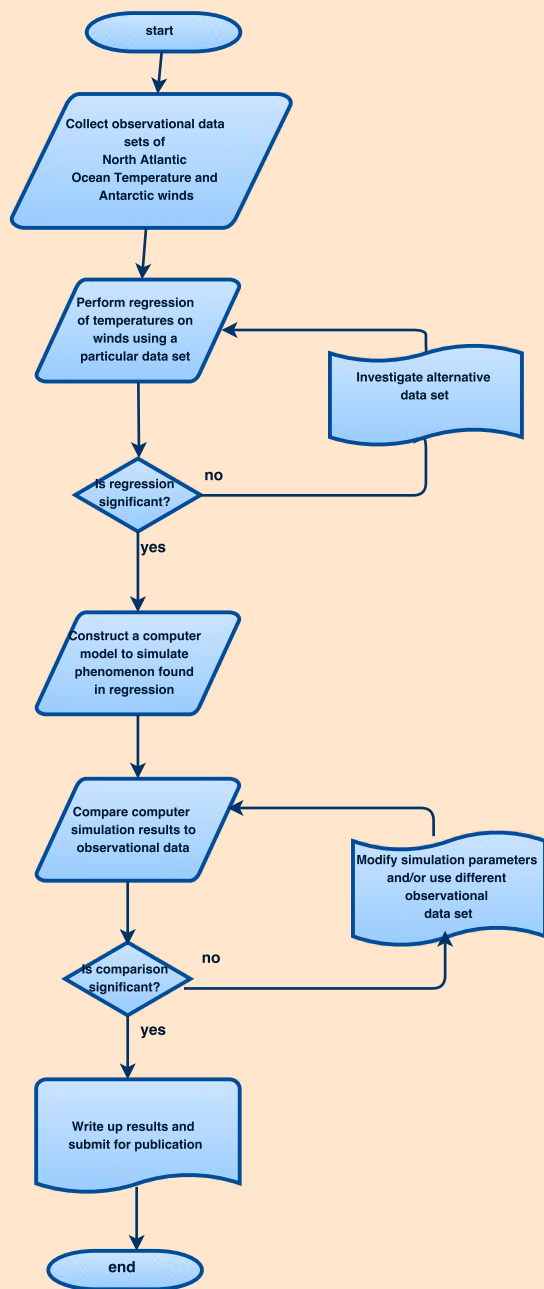 start
Collect observational data
sets of
North Atlantic
Ocean Temperature and
Antarctic winds
Perform regression
of temperatures on
winds using a
particular data set
Investigate alternative
data set
Is regression
significant?
no
yes
Construct a computer
model to simulate
phenomenon found
in regression
Compare computer
simulation results to
observational data
Modify simulation parameters
and/or use different
observational
data set
Is comparison
significant?
no
yes
Write up results and
submit for publication
end